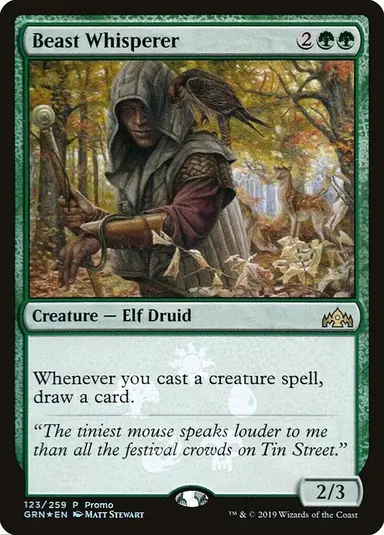 Beast Whisperer 2
Creature — Elf Druid
Whenever you cast a creature spell,
draw a card.
“The tiniest mouse speaks louder to me
than all the festival crowds on Tin Street.”
2/3
123/259 P Promo
GRN★EN Matt Stewart
™ & © 2019 Wizards of the Coast